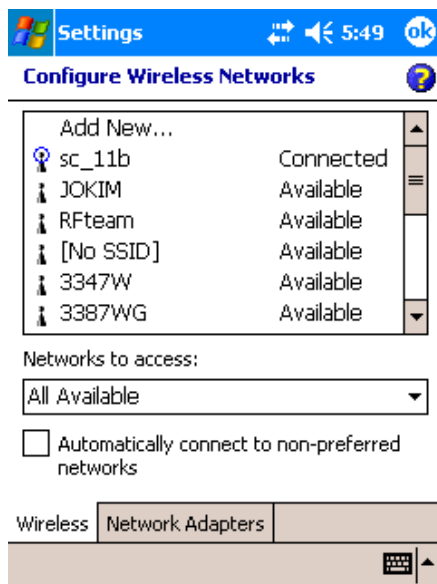 Settings 5:49 ok
Configure Wireless Networks ?
Add New...
sc_11b Connected
JOKIM Available
RFteam Available
[No SSID] Available
3347W Available
3387WG Available
Networks to access:
All Available
Automatically connect to non-preferred
networks
Wireless Network Adapters